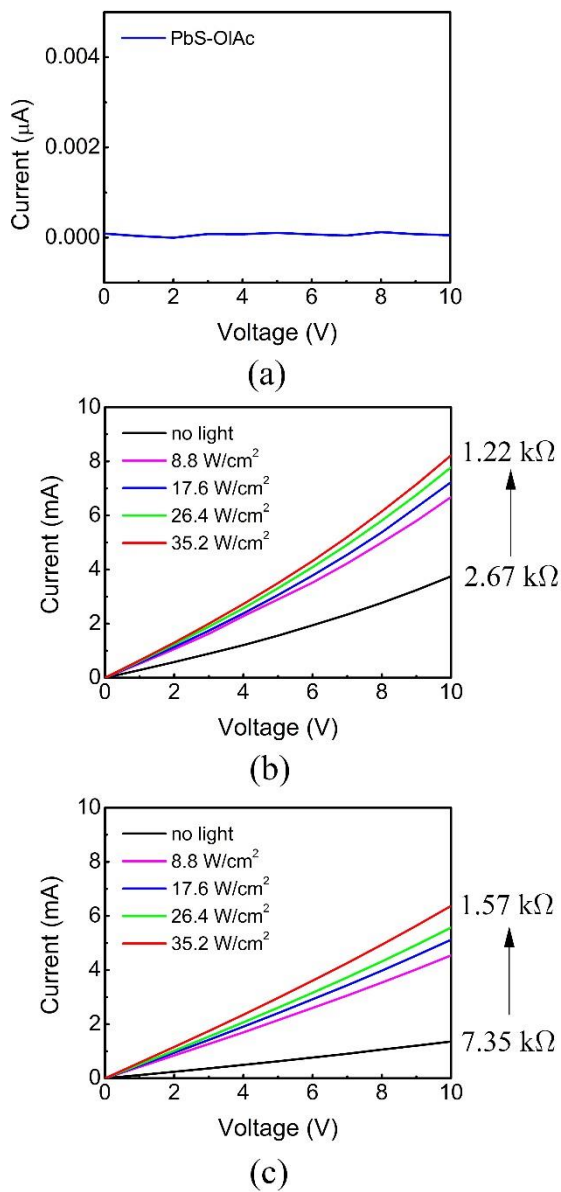 PbS-OlAc
0.004
0.002
0.000
Current (μA)
0 2 4 6 8 10
Voltage (V)
(a)
10
8
6
4
2
0
Current (mA)
no light
8.8 W/cm²
17.6 W/cm²
26.4 W/cm²
35.2 W/cm²
1.22 kΩ
2.67 kΩ
0 2 4 6 8 10
Voltage (V)
(b)
10
8
6
4
2
0
Current (mA)
no light
8.8 W/cm²
17.6 W/cm²
26.4 W/cm²
35.2 W/cm²
1.57 kΩ
7.35 kΩ
0 2 4 6 8 10
Voltage (V)
(c)